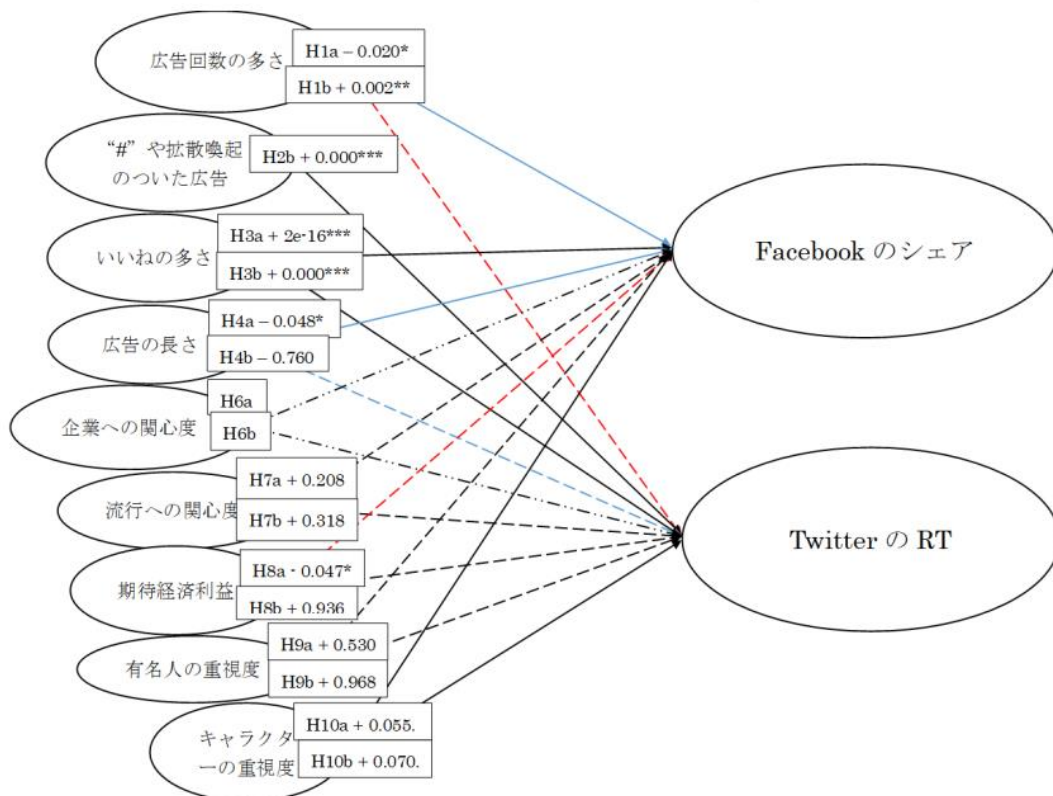 広告回数の多さ
H1a − 0.020*
H1b + 0.002**
“#”や拡散喚起
のついた広告
H2b + 0.000***
いいねの多さ
H3a + 2e-16***
H3b + 0.000***
Facebook のシェア
広告の長さ
H4a − 0.048*
H4b − 0.760
企業への関心度
H6a
H6b
流行への関心度
H7a + 0.208
H7b + 0.318
Twitter の RT
期待経済利益
H8a - 0.047*
H8b + 0.936
有名人の重視度
H9a + 0.530
H9b + 0.968
キャラクタ
ーの重視度
H10a + 0.055.
H10b + 0.070.